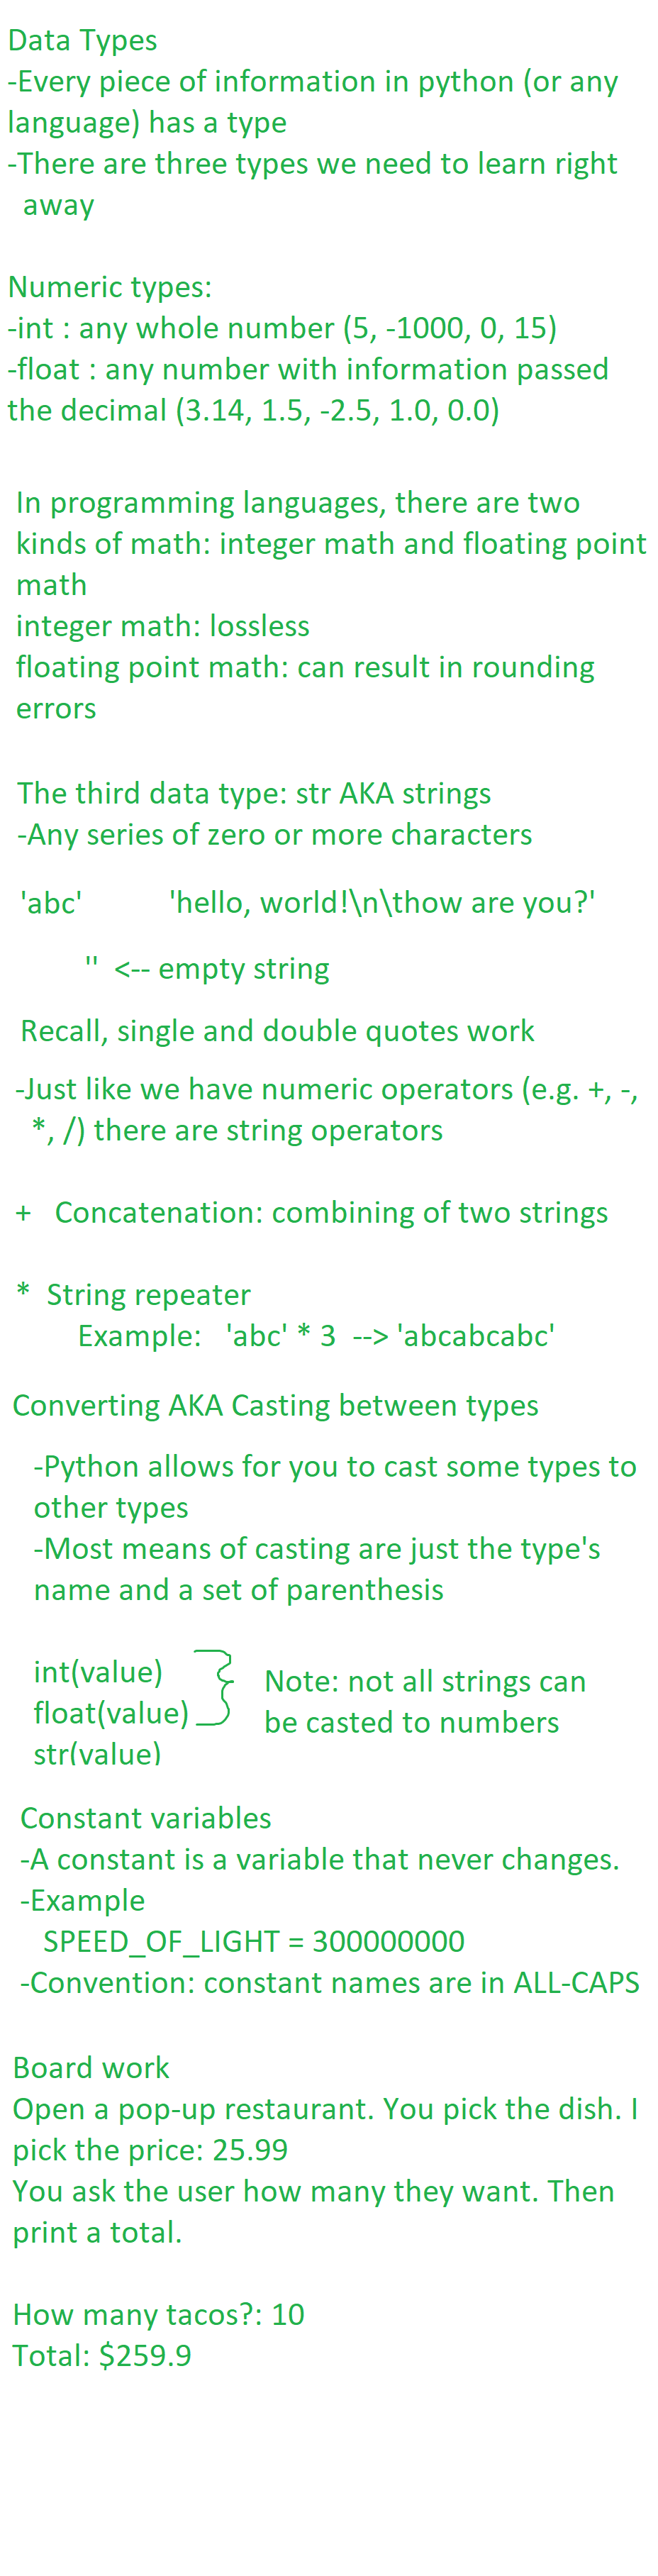 Data Types
-Every piece of information in python (or any
language) has a type
-There are three types we need to learn right
away
Numeric types:
-int : any whole number (5, -1000, 0, 15)
-float : any number with information passed
the decimal (3.14, 1.5, -2.5, 1.0, 0.0)
In programming languages, there are two
kinds of math: integer math and floating point
math
integer math: lossless
floating point math: can result in rounding
errors
The third data type: str AKA strings
-Any series of zero or more characters
'abc' 'hello, world!\n\thow are you?'
'' <-- empty string
Recall, single and double quotes work
-Just like we have numeric operators (e.g. +, -,
*, /) there are string operators
+ Concatenation: combining of two strings
* String repeater
Example: 'abc' * 3 --> 'abcabcabc'
Converting AKA Casting between types
-Python allows for you to cast some types to
other types
-Most means of casting are just the type's
name and a set of parenthesis
int(value)
float(value)
str(value)
Note: not all strings can
be casted to numbers
Constant variables
-A constant is a variable that never changes.
-Example
SPEED_OF_LIGHT = 300000000
-Convention: constant names are in ALL-CAPS
Board work
Open a pop-up restaurant. You pick the dish. I
pick the price: 25.99
You ask the user how many they want. Then
print a total.
How many tacos?: 10
Total: $259.9